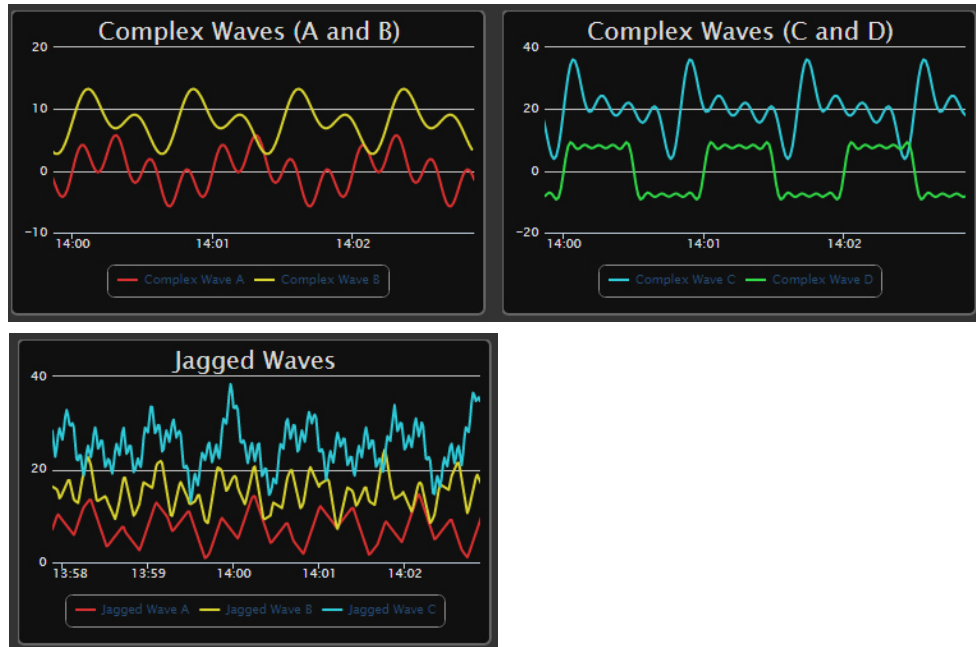 Complex Waves (A and B)
20
10
0
-10
14:00 14:01 14:02
Complex Wave A Complex Wave B
Complex Waves (C and D)
40
20
0
-20
14:00 14:01 14:02
Complex Wave C Complex Wave D
Jagged Waves
40
20
0
13:58 13:59 14:00 14:01 14:02
Jagged Wave A Jagged Wave B Jagged Wave C